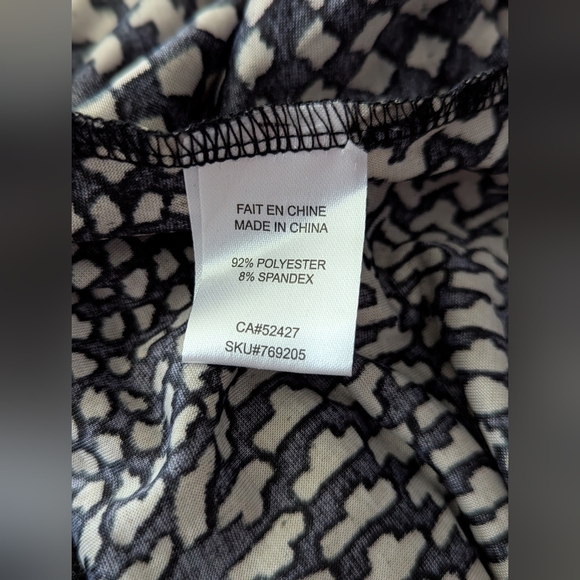 FAIT EN CHINE
MADE IN CHINA
92% POLYESTER
8% SPANDEX
CA#52427
SKU#769205